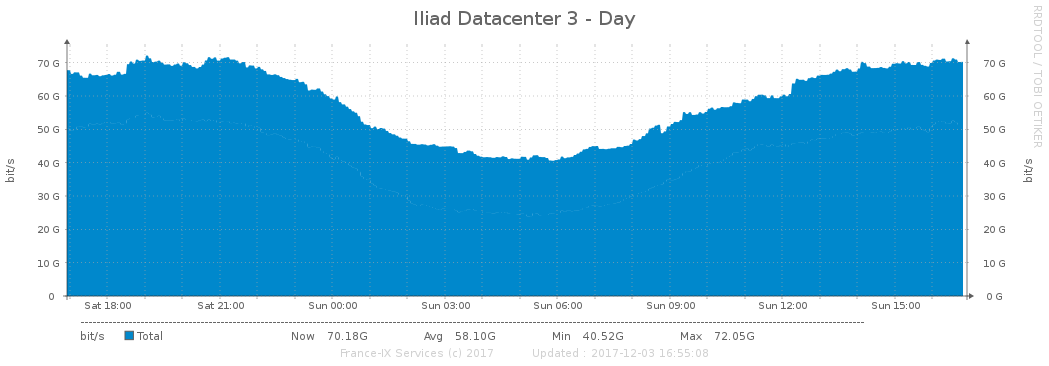 Iliad Datacenter 3 - Day
RRDTOOL / TOBI OETIKER
70 G 70 G
60 G 60 G
50 G 50 G
40 G 40 G
30 G 30 G
20 G 20 G
10 G 10 G
0 0 G
bit/s bit/s
Sat 18:00 Sat 21:00 Sun 00:00 Sun 03:00 Sun 06:00 Sun 09:00 Sun 12:00 Sun 15:00
bit/s Total Now 70.18G Avg 58.10G Min 40.52G Max 72.05G
France-IX Services (c) 2017 Updated : 2017-12-03 16:55:08